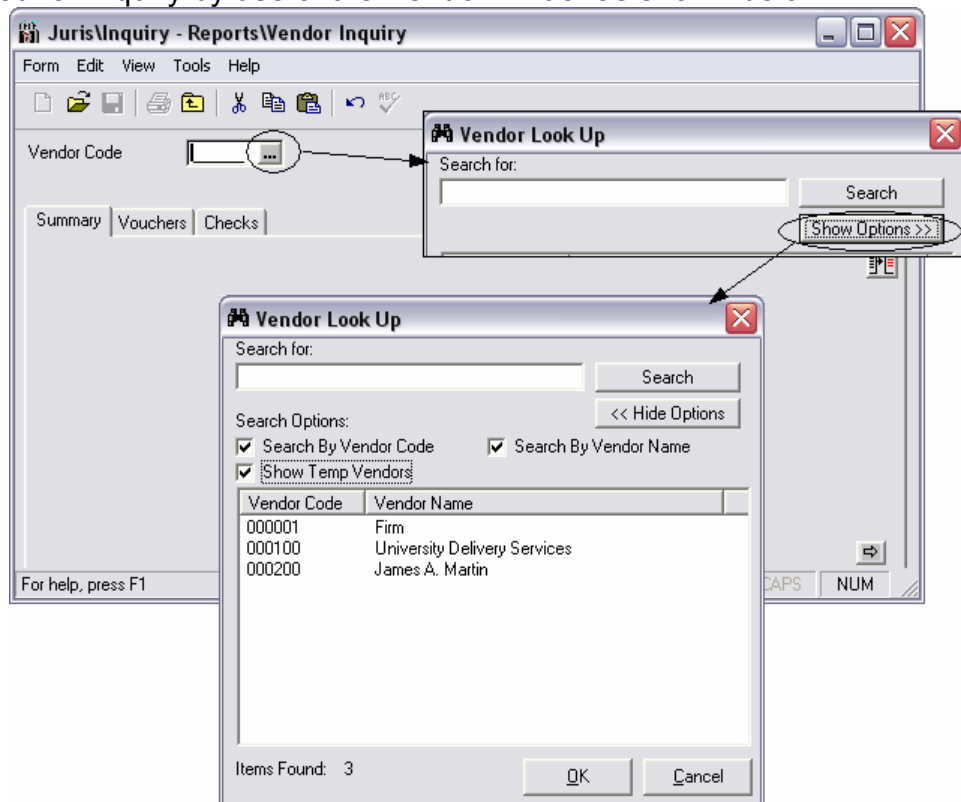 Juris\Inquiry - Reports\Vendor Inquiry
Form Edit View Tools Help
ABC
Vendor Code ...
Vendor Look Up
Search for:
Search
Show Options >>
Summary Vouchers Checks
Vendor Look Up
Search for:
Search
<< Hide Options
Search Options:
Search By Vendor Code Search By Vendor Name
Show Temp Vendors
Vendor Code Vendor Name
000001 Firm
000100 University Delivery Services
000200 James A. Martin
Items Found: 3
OK Cancel
For help, press F1 CAPS NUM